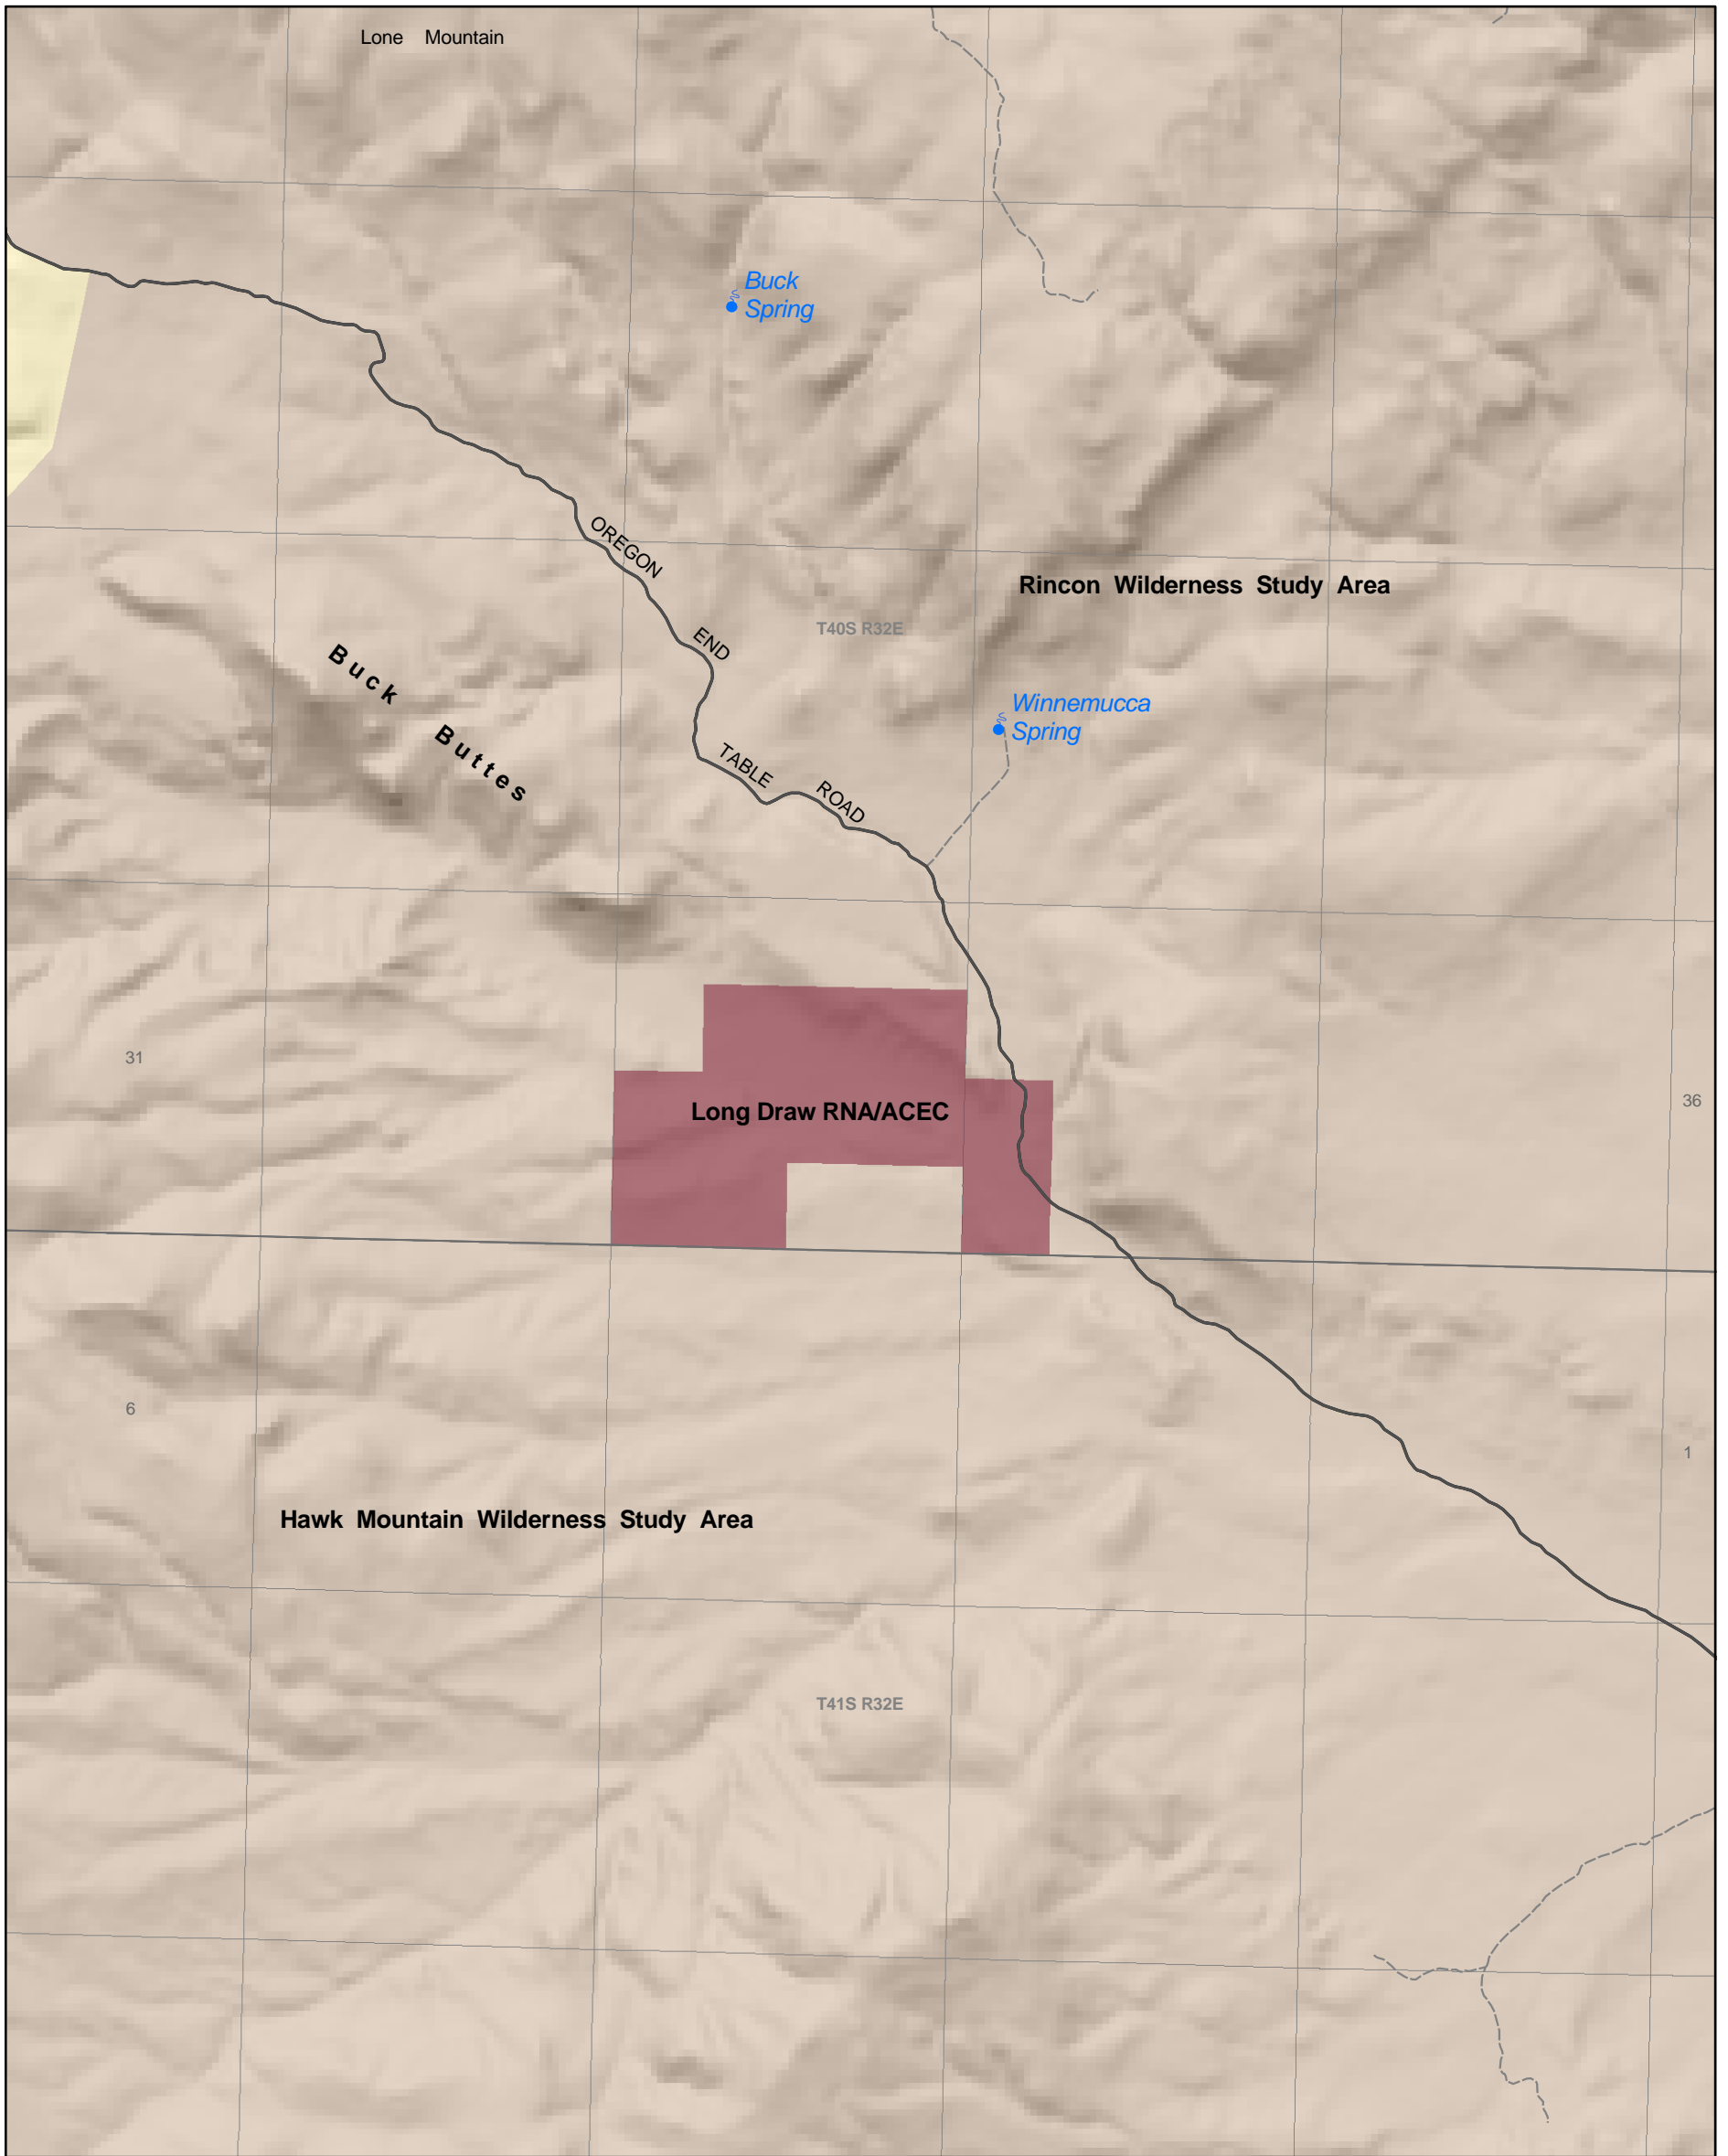 Lone Mountain
Buck
Spring
OREGON
END
TABLE
ROAD
Rincon Wilderness Study Area
T40S R32E
Buck
Buttes
Winnemucca
Spring
31
Long Draw RNA/ACEC
36
6
1
Hawk Mountain Wilderness Study Area
T41S R32E